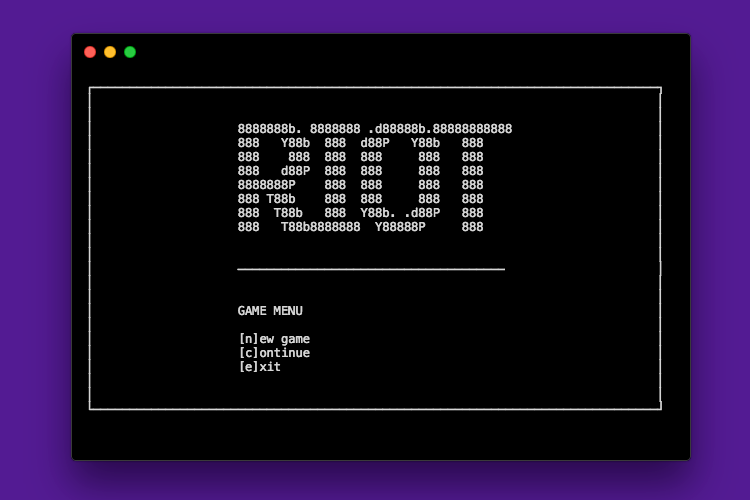 8888888b. 8888888 .d88888b.88888888888
888   Y88b  888  d88P   Y88b   888
888    888  888  888     888   888
888   d88P  888  888     888   888
8888888P    888  888     888   888
888 T88b    888  888     888   888
888  T88b   888  Y88b. .d88P   888
888   T88b8888888  Y88888P     888
GAME MENU
[n]ew game
[c]ontinue
[e]xit